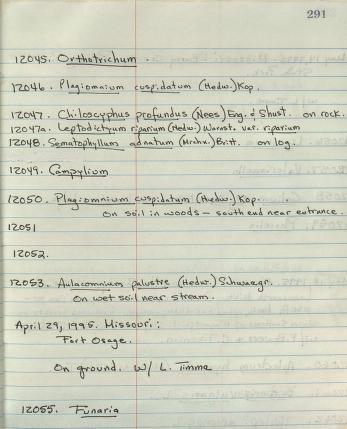 291
12045. Orthotrichum
12046. Plagiomnium cuspidatum (Hedw.) Kop.
12047. Chiloscyphus profundus (Nees) Eng. & Shust. on rock.
12047a. Leptodictyum riparium (Hedw.) Warnst. var. riparium
12048. Sematophyllum adnatum (Michx.) Britt. on log.
12049. Campylium
12050. Plagiomnium cuspidatum (Hedw.) Kop.
on soil in woods – south end near entrance.
12051
12052.
12053. Aulacomnium palustre (Hedw.) Schwaegr.
On wet soil near stream.
April 29, 1995. Missouri:
Fort Osage.
On ground. w/ L. Timme
12055. Funaria